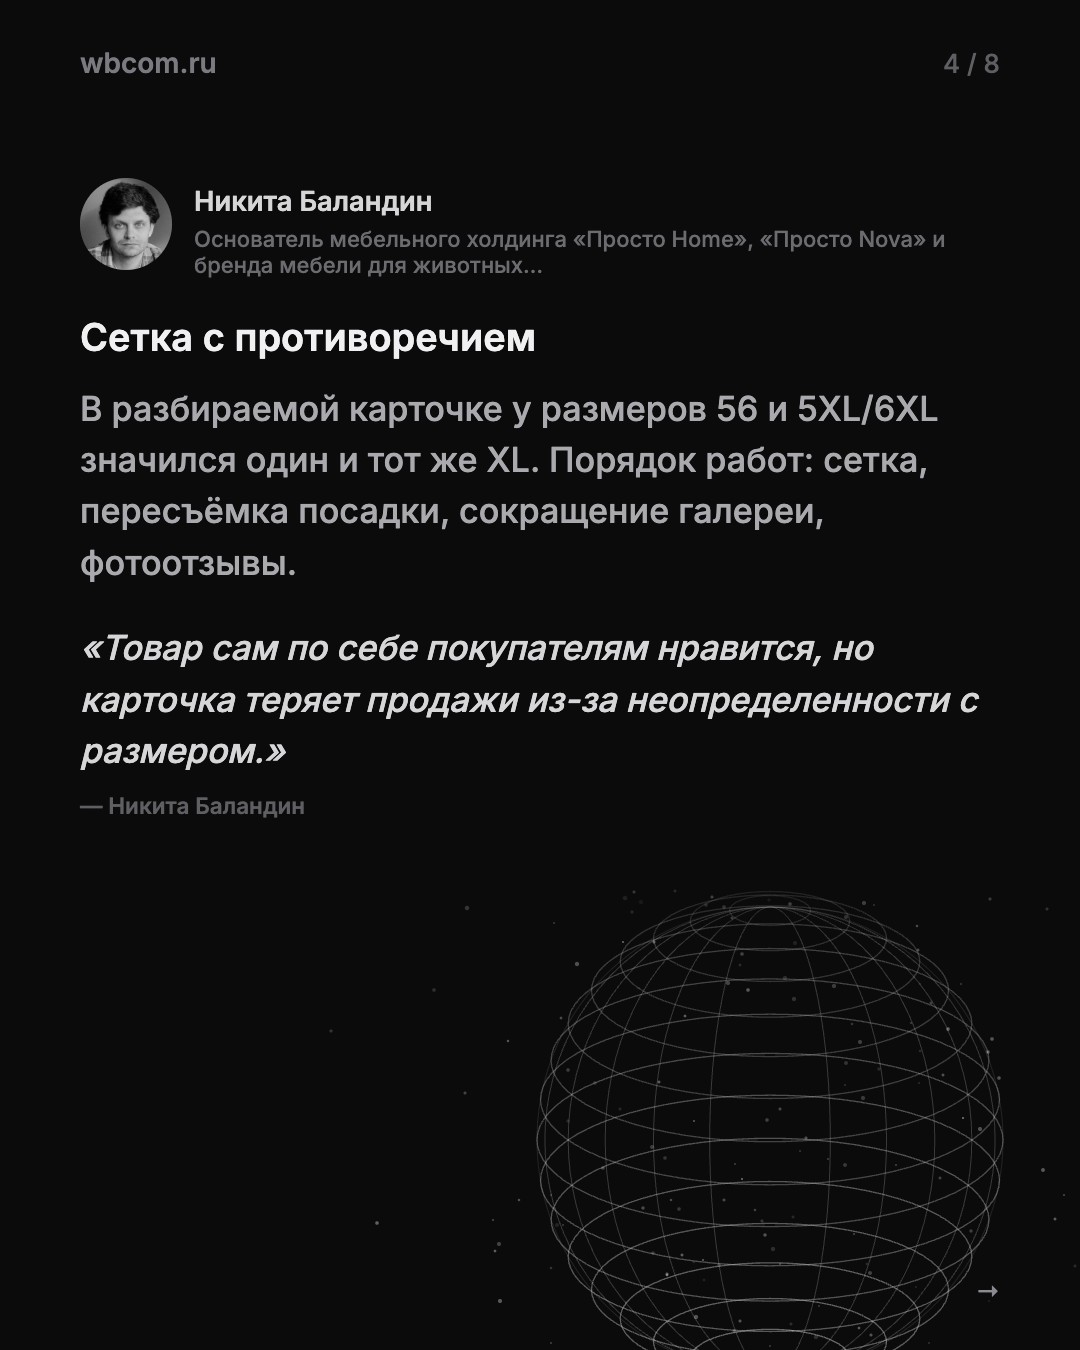 wbcom.ru
4 / 8
Никита Баландин
Основатель мебельного холдинга «Просто Home», «Просто Nova» и
бренда мебели для животных...
Сетка с противоречием
В разбираемой карточке у размеров 56 и 5XL/6XL
значился один и тот же XL. Порядок работ: сетка,
пересъёмка посадки, сокращение галереи,
фотоотзывы.
«Товар сам по себе покупателям нравится, но
карточка теряет продажи из-за неопределенности с
размером.»
— Никита Баландин
→